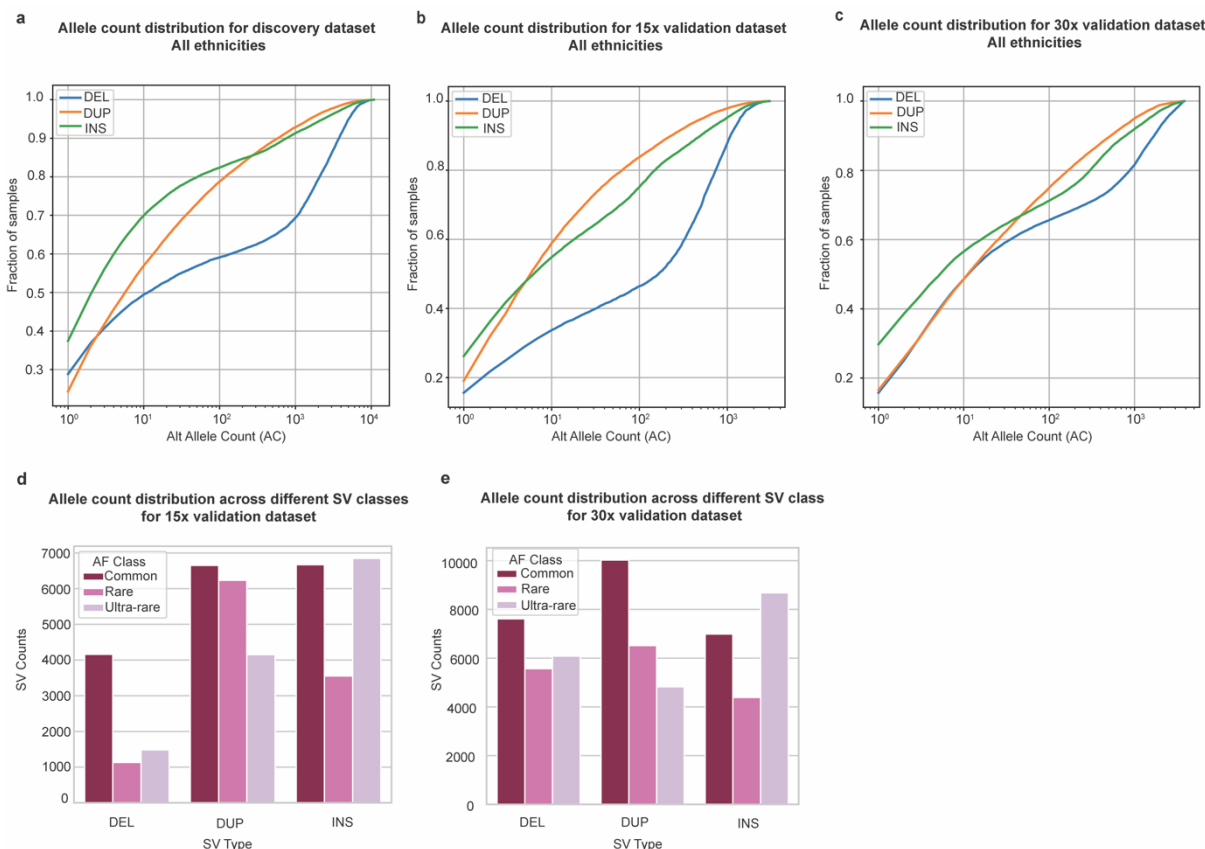 a
Allele count distribution for discovery dataset
All ethnicities
1.0
0.9
0.8
0.7
0.6
0.5
0.4
0.3
Fraction of samples
DEL
DUP
INS
10⁰
10¹
10²
10³
10⁴
Alt Allele Count (AC)
b
Allele count distribution for 15x validation dataset
All ethnicities
1.0
0.8
0.6
0.4
0.2
Fraction of samples
DEL
DUP
INS
10⁰
10¹
10²
10³
Alt Allele Count (AC)
c
Allele count distribution for 30x validation dataset
All ethnicities
1.0
0.8
0.6
0.4
0.2
Fraction of samples
DEL
DUP
INS
10⁰
10¹
10²
10³
Alt Allele Count (AC)
d
Allele count distribution across different SV classes
for 15x validation dataset
7000
6000
5000
4000
3000
2000
1000
0
SV Counts
AF Class
Common
Rare
Ultra-rare
DEL
DUP
INS
SV Type
e
Allele count distribution across different SV class
for 30x validation dataset
10000
8000
6000
4000
2000
0
SV Counts
AF Class
Common
Rare
Ultra-rare
DEL
DUP
INS
SV Type